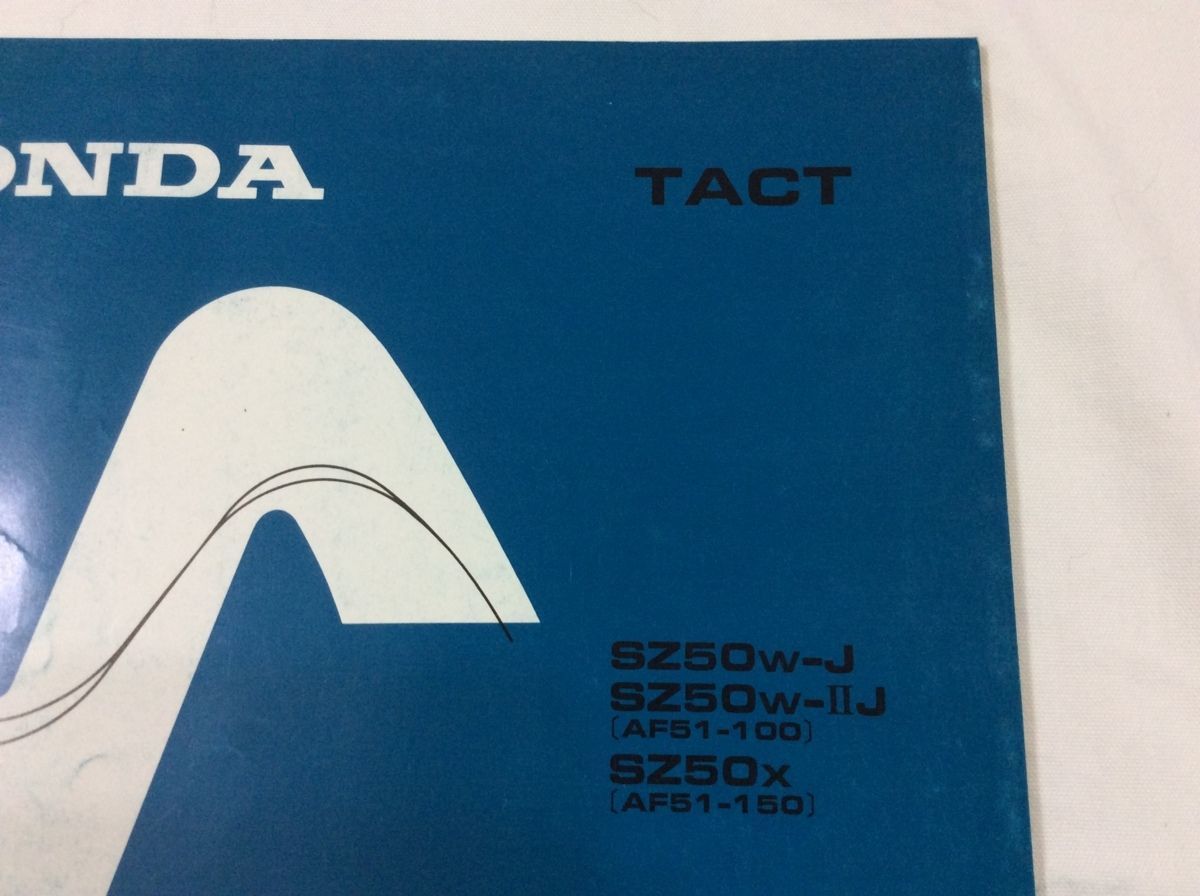 ONDA
TACT
SZ50W-J
SZ50W-ⅡJ
[AF51-100]
SZ50X
[AF51-150]